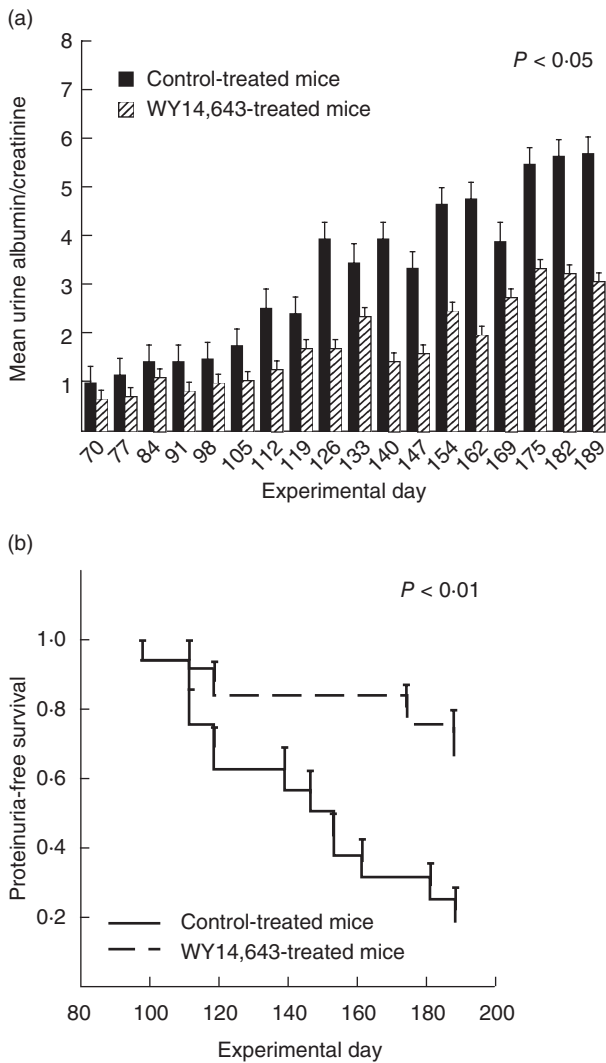 (a)
8
7
6
5
4
3
2
1
Mean urine albumin/creatinine
P < 0·05
Control-treated mice
WY14,643-treated mice
70 77 84 91 98 105 112 119 126 133 140 147 154 162 169 175 182 189
Experimental day
(b)
P < 0·01
1·0
0·8
0·6
0·4
0·2
Proteinuria-free survival
Control-treated mice
WY14,643-treated mice
80 100 120 140 160 180 200
Experimental day